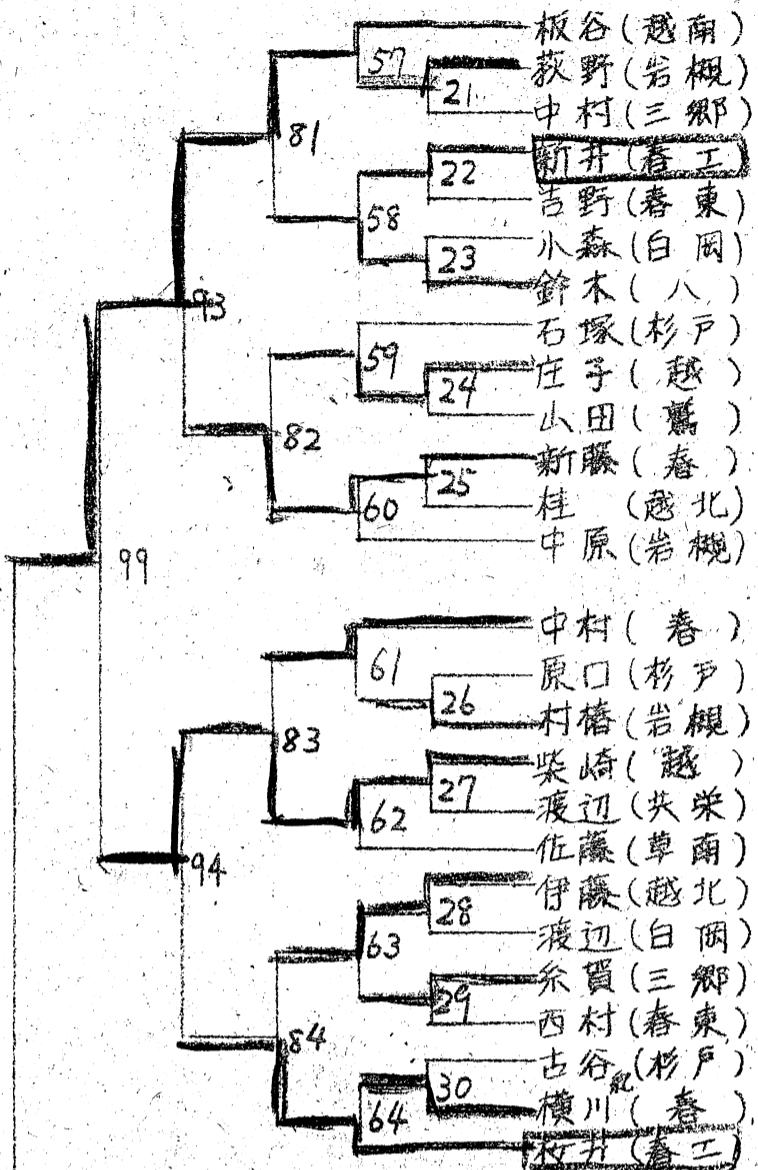 板谷(越南)
57
荻野(岩槻)
21
中村(三郷)
81
新井(春工)
22
吉野(春東)
58
小森(白岡)
23
鈴木(八)
93
石塚(杉戸)
59
庄子(越)
24
山田(鷲)
82
新藤(春)
25
桂(越北)
60
中原(岩槻)
99
中村(春)
61
原口(杉戸)
26
村椿(岩槻)
83
柴崎(越)
27
渡辺(共栄)
62
佐藤(草南)
94
伊藤(越北)
28
渡辺(白岡)
63
糸賀(三郷)
29
西村(春東)
84
古谷(杉戸)
30
横川紀(春)
64
桜井(春工)